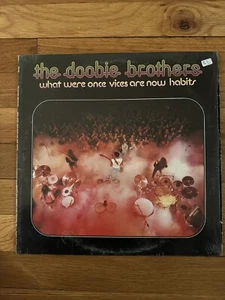 the doobie brothers
what were once vices are now habits